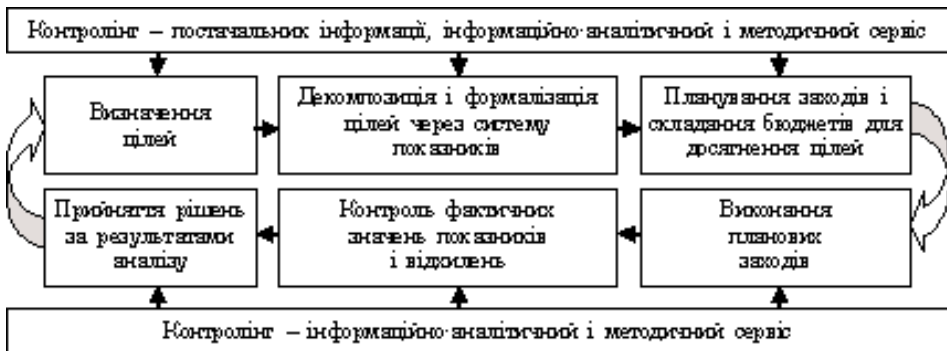 Контролінг – постачальник інформації, інформаційно-аналітичний і методичний сервіс
Визначення
цілей
Декомпозиція і формалізація
цілей через систему
показників
Планування заходів і
складання бюджетів для
досягнення цілей
Прийняття рішень
за результатами
аналізу
Контроль фактичних
значень показників
і відхилень
Виконання
планових
заходів
Контролінг – інформаційно-аналітичний і методичний сервіс